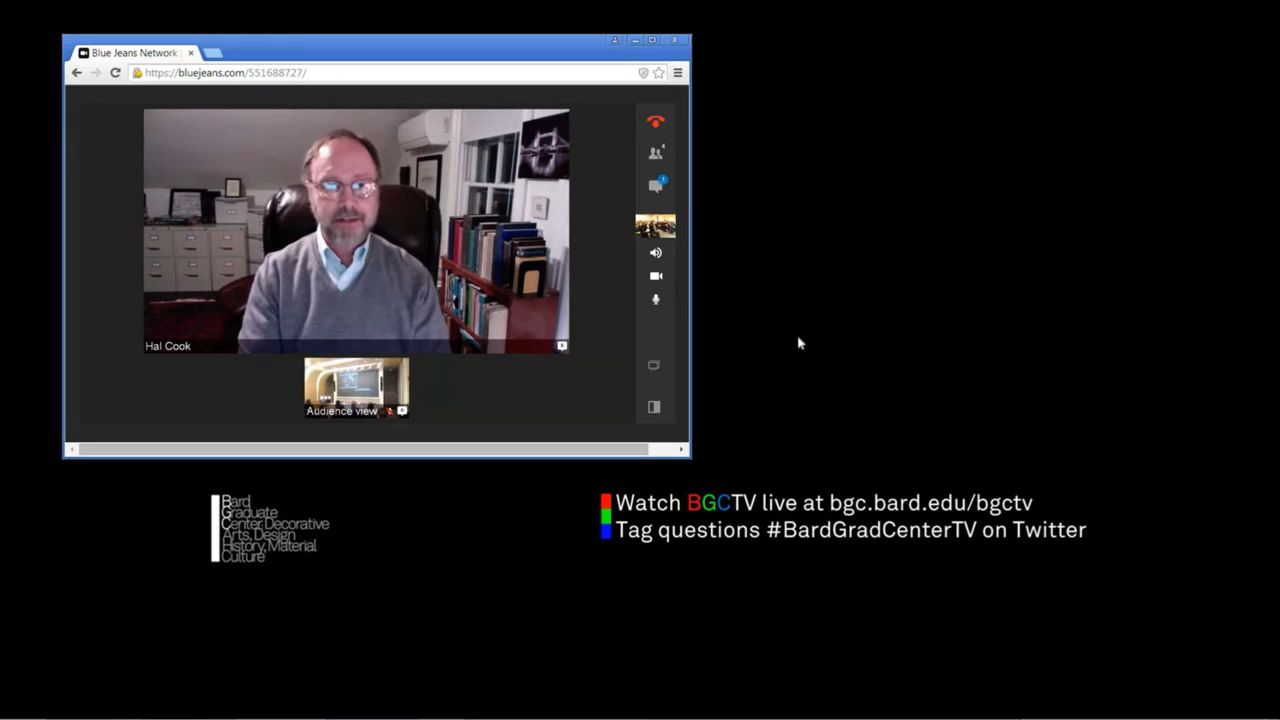 Blue Jeans Network
https://bluejeans.com/551688727/
1
Hal Cook
Audience view
Bard
Graduate
Center Decorative
Arts, Design
History, Material
Culture
Watch BGCTV live at bgc.bard.edu/bgctv
Tag questions #BardGradCenterTV on Twitter